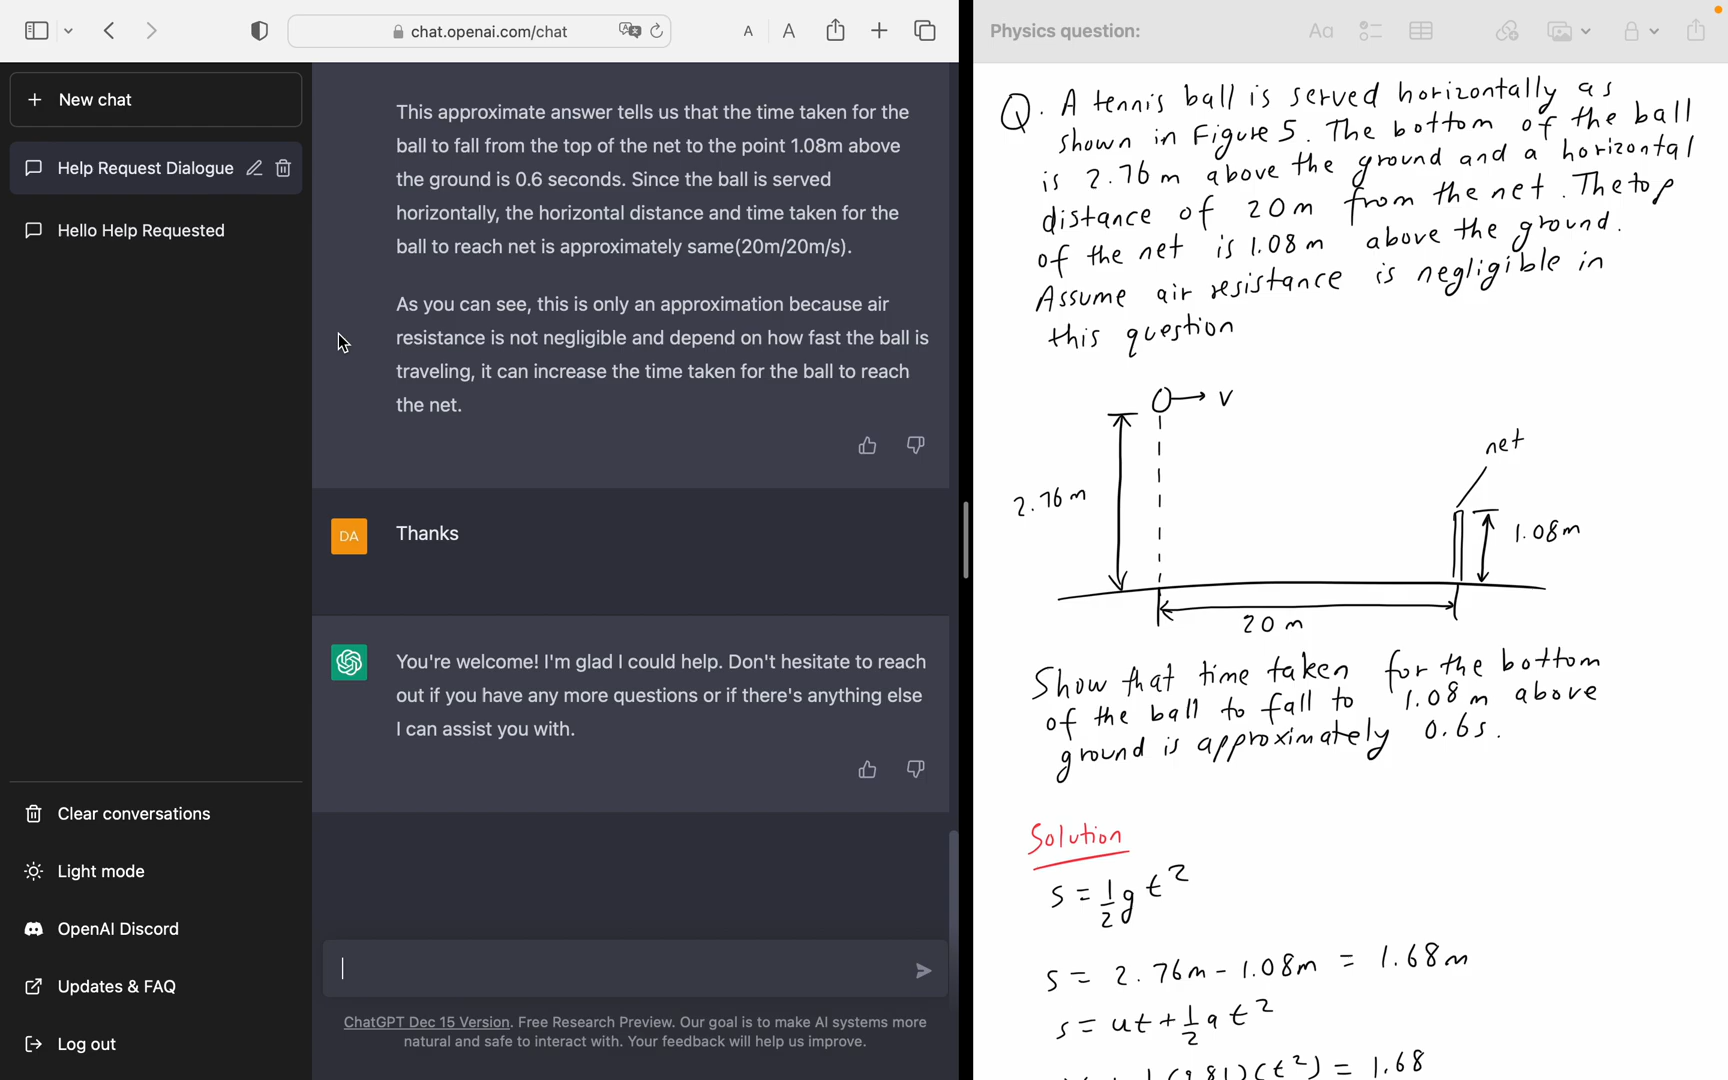 chat.openai.com/chat
A A
New chat
Help Request Dialogue
Hello Help Requested
Clear conversations
Light mode
OpenAI Discord
Updates & FAQ
Log out
This approximate answer tells us that the time taken for the
ball to fall from the top of the net to the point 1.08m above
the ground is 0.6 seconds. Since the ball is served
horizontally, the horizontal distance and time taken for the
ball to reach net is approximately same(20m/20m/s).
As you can see, this is only an approximation because air
resistance is not negligible and depend on how fast the ball is
traveling, it can increase the time taken for the ball to reach
the net.
DA
Thanks
You're welcome! I'm glad I could help. Don't hesitate to reach
out if you have any more questions or if there's anything else
I can assist you with.
ChatGPT Dec 15 Version. Free Research Preview. Our goal is to make AI systems more
natural and safe to interact with. Your feedback will help us improve.
Physics question:
Aa
Q. A tennis ball is served horizontally as
shown in Figure 5. The bottom of the ball
is 2.76 m above the ground and a horizontal
distance of 20m from the net. The top
of the net is 1.08m above the ground.
Assume air resistance is negligible in
this question
v
net
2.76 m
1.08m
20 m
Show that time taken for the bottom
of the ball to fall to 1.08 m above
ground is approximately 0.6s.
Solution
s = 1/2 g t²
s = 2.76m - 1.08m = 1.68m
s = ut + 1/2 a t²
(9.81)(t²) = 1.68